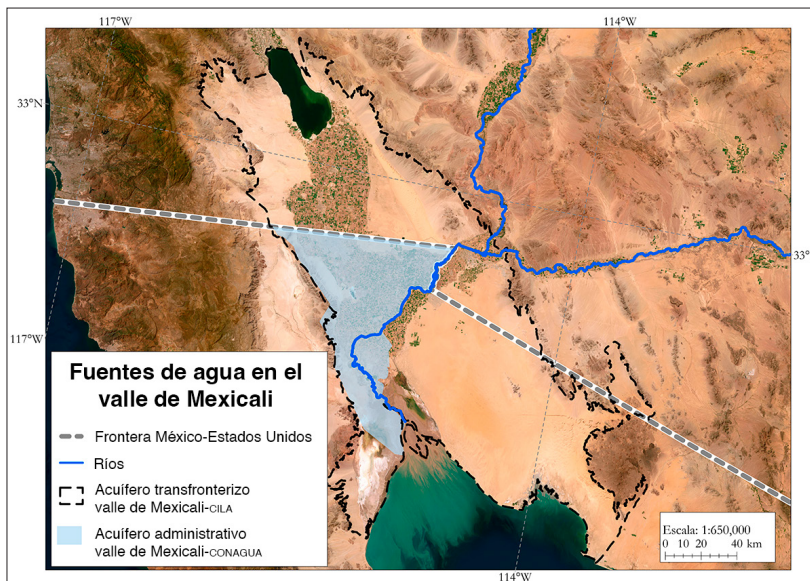 117°W
114°W
33°N
33°
117°W
Fuentes de agua en el
valle de Mexicali
Frontera México-Estados Unidos
Ríos
Acuífero transfronterizo
valle de Mexicali-CILA
Acuífero administrativo
valle de Mexicali-CONAGUA
Escala: 1:650,000
0 10 20 40 km
114°W